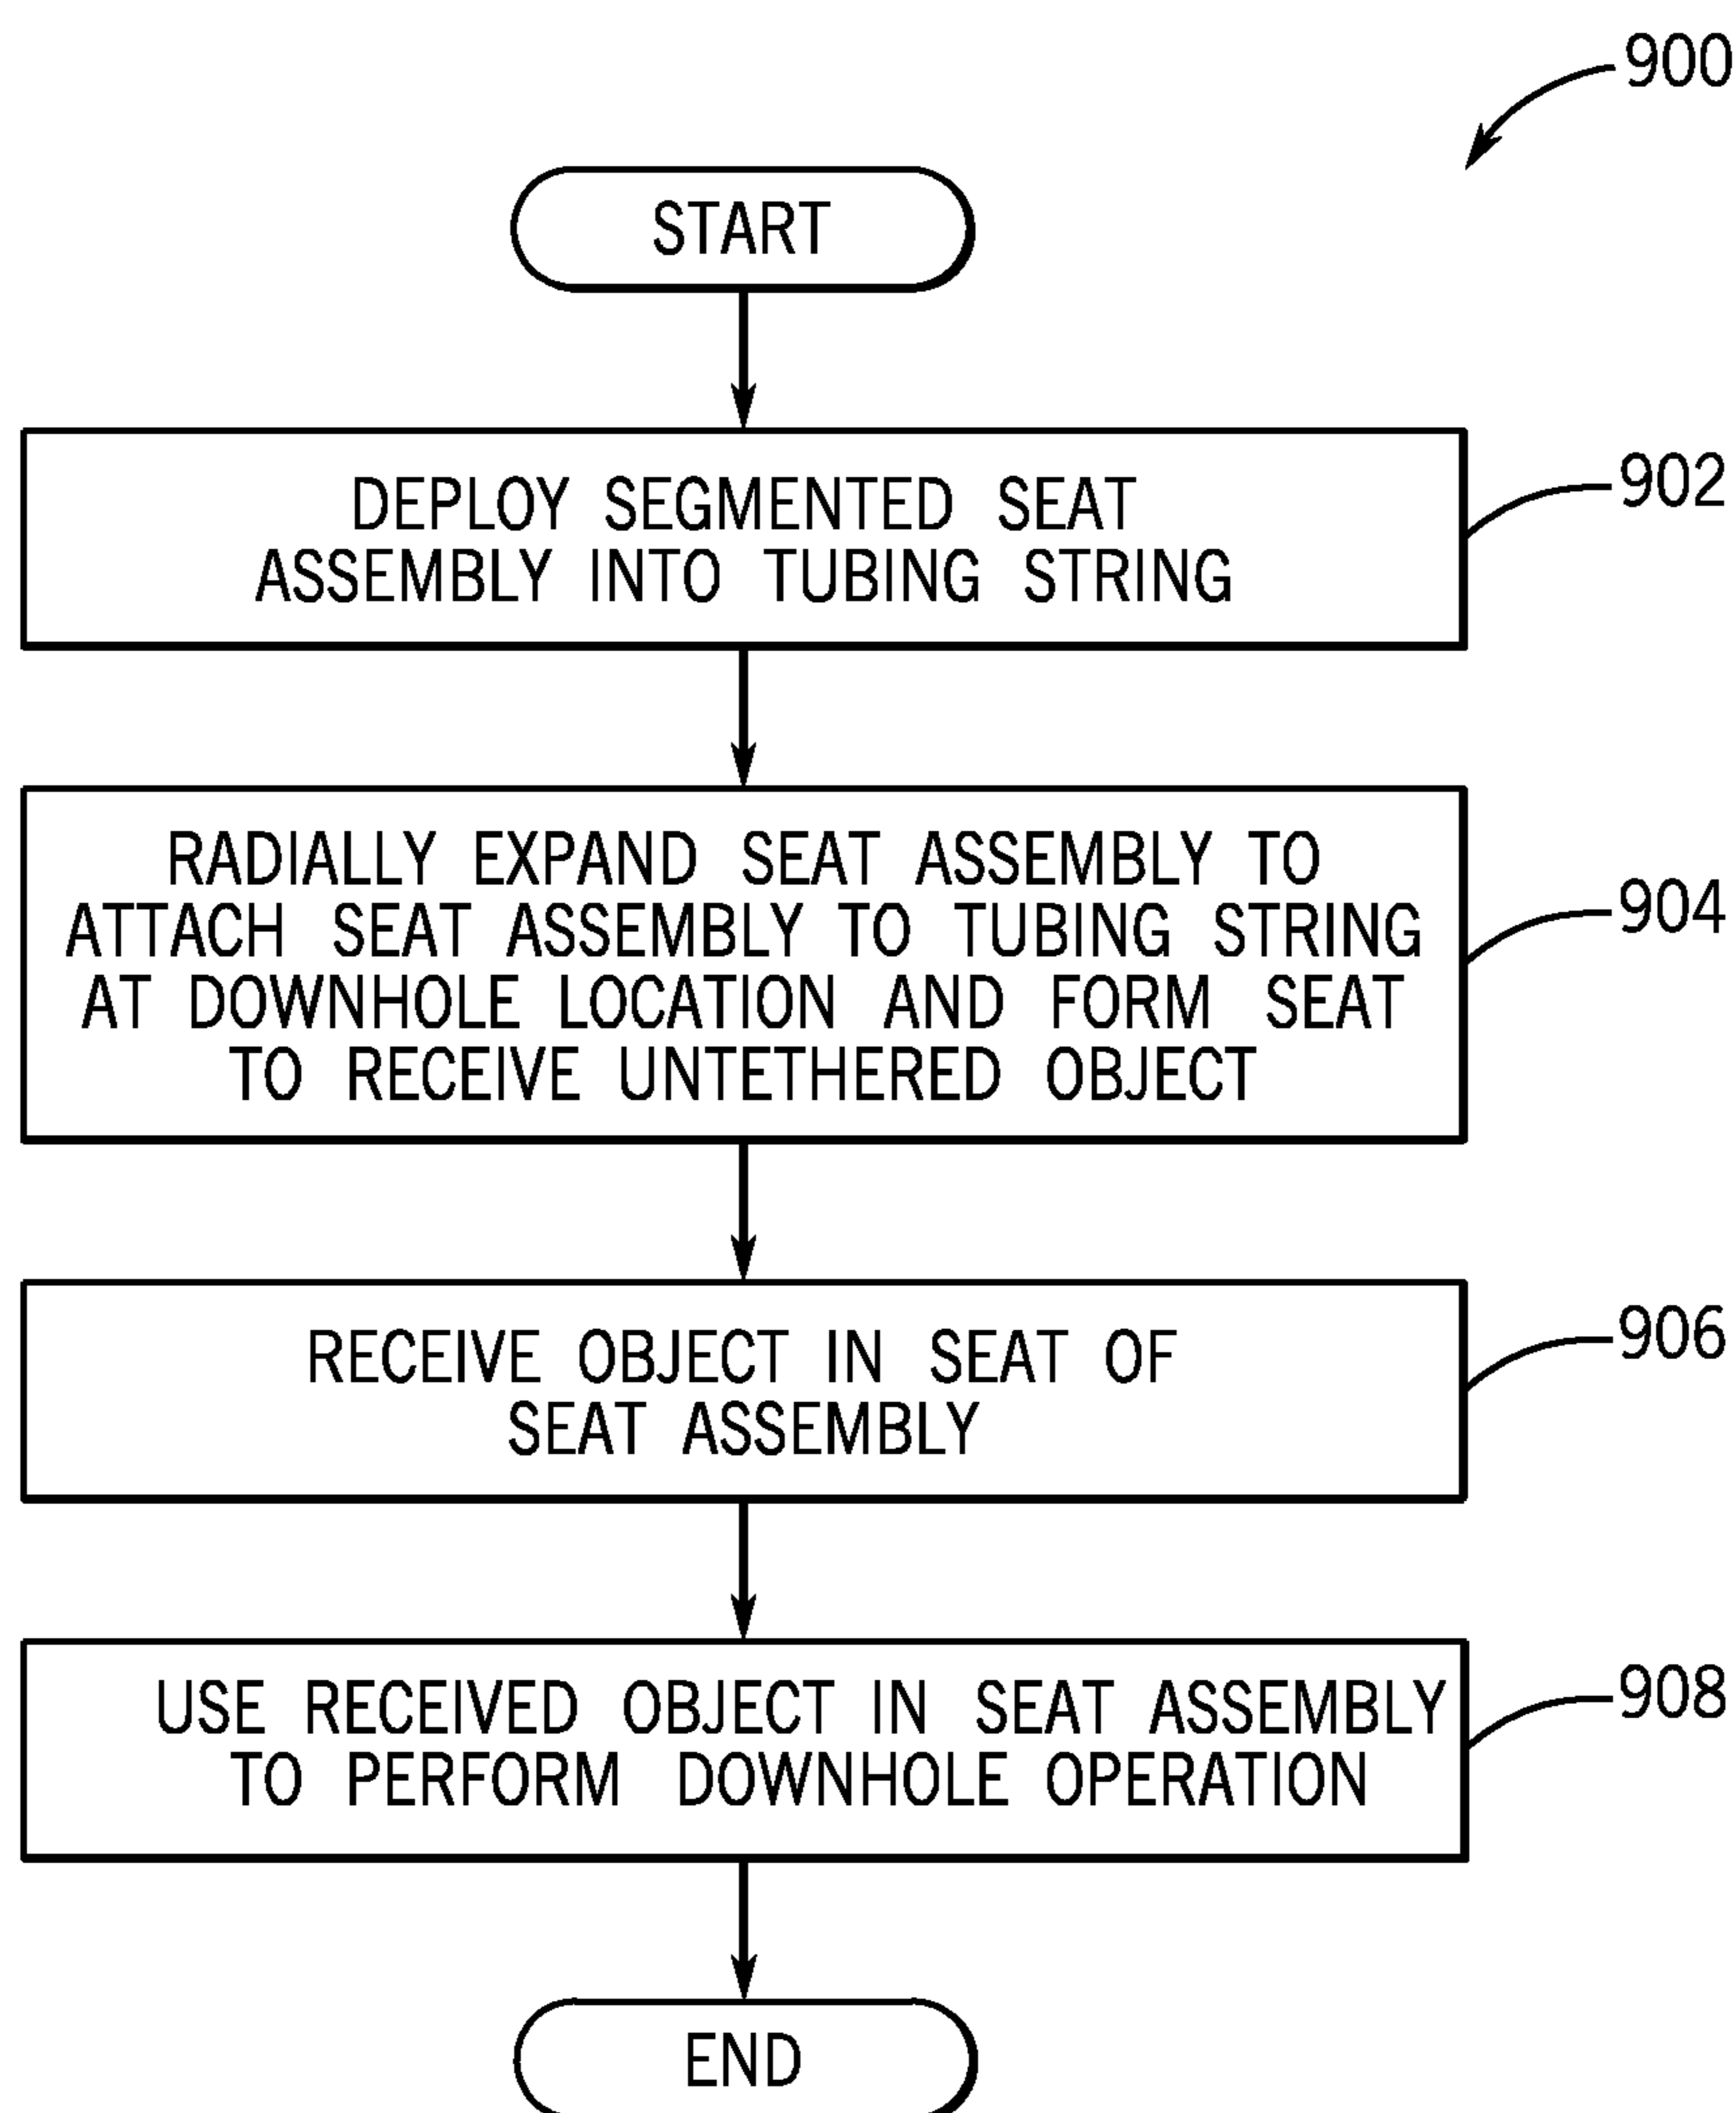 900
START
DEPLOY SEGMENTED SEAT
ASSEMBLY INTO TUBING STRING
902
RADIALLY EXPAND SEAT ASSEMBLY TO
ATTACH SEAT ASSEMBLY TO TUBING STRING
AT DOWNHOLE LOCATION AND FORM SEAT
TO RECEIVE UNTETHERED OBJECT
904
RECEIVE OBJECT IN SEAT OF
SEAT ASSEMBLY
906
USE RECEIVED OBJECT IN SEAT ASSEMBLY
TO PERFORM DOWNHOLE OPERATION
908
END